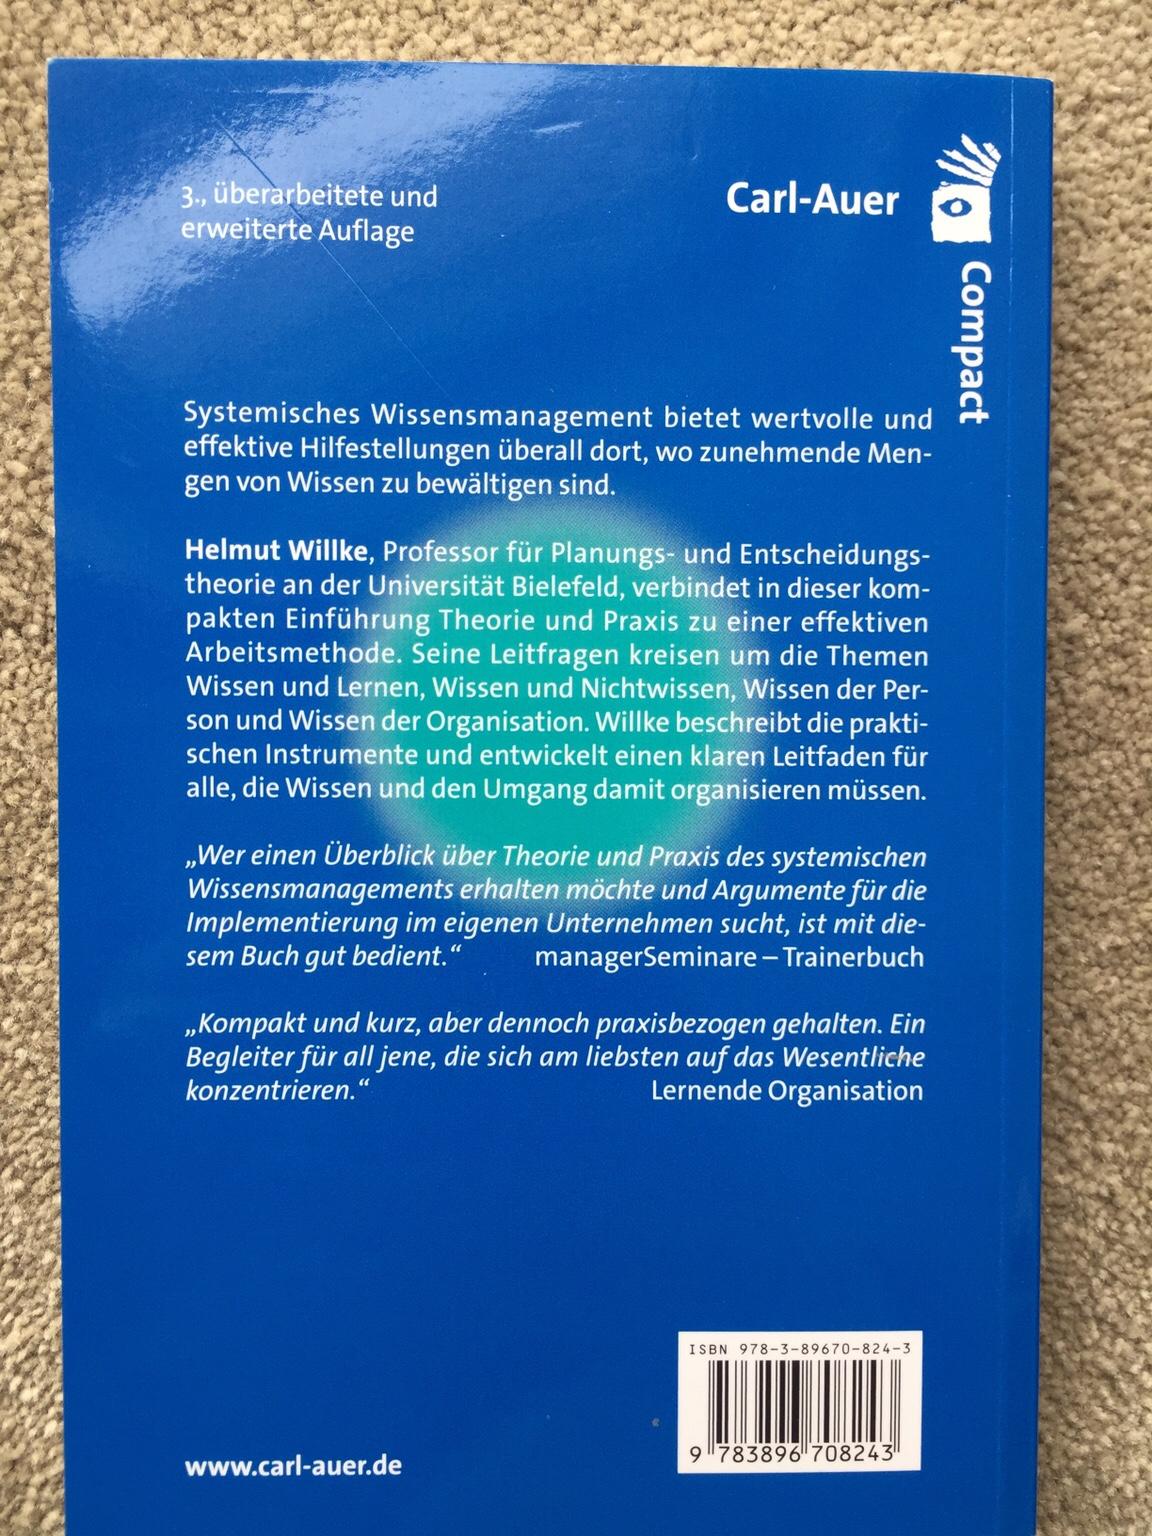 3., überarbeitete und
erweiterte Auflage
Carl-Auer
Compact
Systemisches Wissensmanagement bietet wertvolle und
effektive Hilfestellungen überall dort, wo zunehmende Men-
gen von Wissen zu bewältigen sind.
Helmut Willke, Professor für Planungs- und Entscheidungs-
theorie an der Universität Bielefeld, verbindet in dieser kom-
pakten Einführung Theorie und Praxis zu einer effektiven
Arbeitsmethode. Seine Leitfragen kreisen um die Themen
Wissen und Lernen, Wissen und Nichtwissen, Wissen der Per-
son und Wissen der Organisation. Willke beschreibt die prakti-
schen Instrumente und entwickelt einen klaren Leitfaden für
alle, die Wissen und den Umgang damit organisieren müssen.
„Wer einen Überblick über Theorie und Praxis des systemischen
Wissensmanagements erhalten möchte und Argumente für die
Implementierung im eigenen Unternehmen sucht, ist mit die-
sem Buch gut bedient.“ managerSeminare – Trainerbuch
„Kompakt und kurz, aber dennoch praxisbezogen gehalten. Ein
Begleiter für all jene, die sich am liebsten auf das Wesentliche
konzentrieren.“ Lernende Organisation
ISBN 978-3-89670-824-3
9 783896 708243
www.carl-auer.de